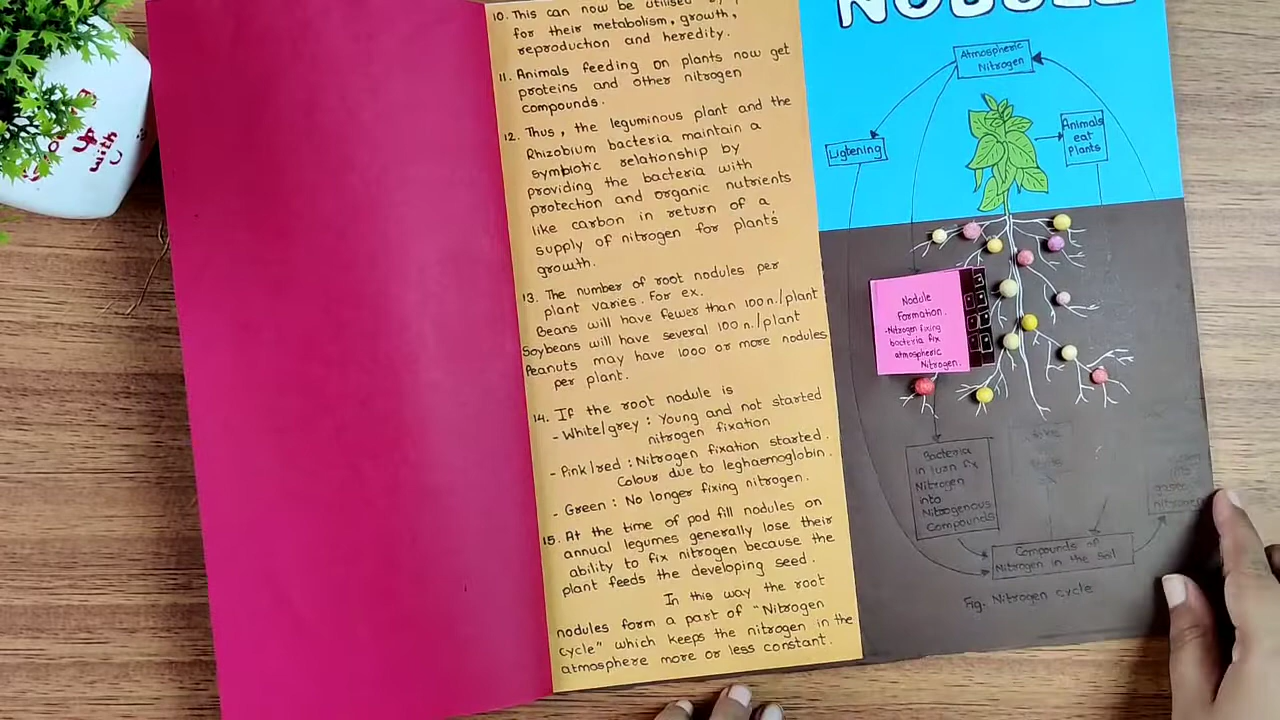 10. This can now be utilised
for their metabolism, growth,
reproduction and heredity.
11. Animals feeding on plants now get
proteins and other nitrogen
compounds.
12. Thus, the leguminous plant and the
Rhizobium bacteria maintain a
symbiotic relationship by
providing the bacteria with
protection and organic nutrients
like carbon in return of a
supply of nitrogen for plants'
growth.
13. The number of root nodules per
plant varies. For ex.
Beans will have fewer than 100n./plant
Soybeans will have several 100 n./plant
Peanuts may have 1000 or more nodules
per plant.
14. If the root nodule is
- White/grey : Young and not started
nitrogen fixation
- Pink/red : Nitrogen fixation started.
Colour due to leghaemoglobin.
- Green : No longer fixing nitrogen.
15. At the time of pod fill nodules on
annual legumes generally lose their
ability to fix nitrogen because the
plant feeds the developing seed.
In this way the root
nodules form a part of "Nitrogen
cycle" which keeps the nitrogen in the
atmosphere more or less constant.
NODULE
Atmospheric
Nitrogen
Ligtening
Animals
eat
Plants
Nodule
Formation.
-Nitrogen fixing
bacteria fix
atmospheric
Nitrogen.
Bacteria
in turn fix
Nitrogen
into
Nitrogenous
Compounds
Compounds of
Nitrogen in the soil
Fig. Nitrogen cycle
up
with